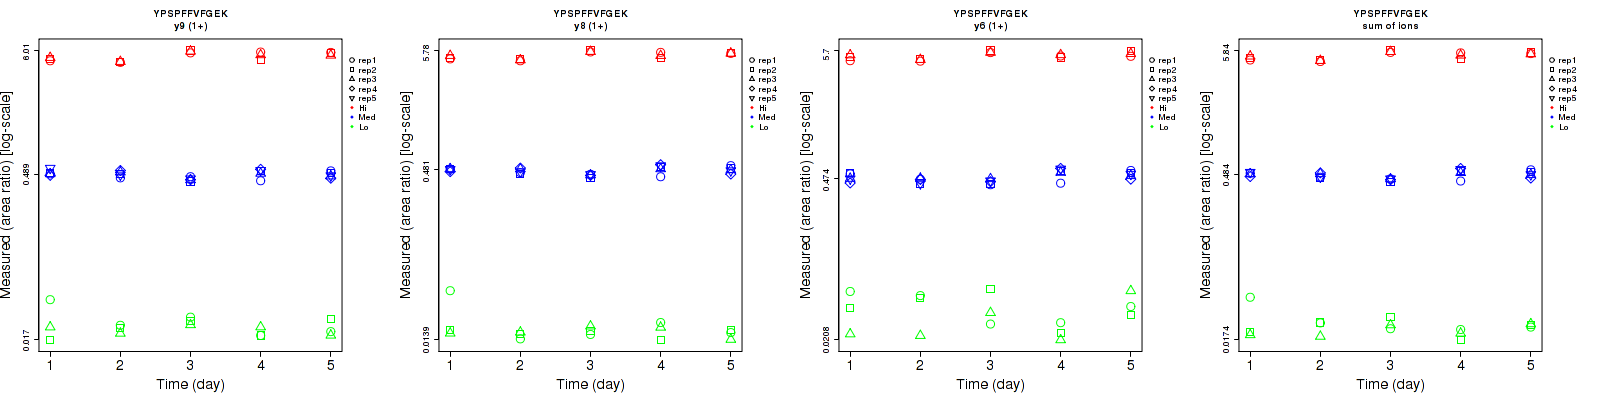 YPSPFFVFGEK
y9 (1+)
Measured (area ratio) [log-scale]
6.01
0.489
0.017
1 2 3 4 5
Time (day)
rep1
rep2
rep3
rep4
rep5
Hi
Med
Lo
YPSPFFVFGEK
y8 (1+)
Measured (area ratio) [log-scale]
5.78
0.481
0.0139
1 2 3 4 5
Time (day)
rep1
rep2
rep3
rep4
rep5
Hi
Med
Lo
YPSPFFVFGEK
y6 (1+)
Measured (area ratio) [log-scale]
5.7
0.474
0.0208
1 2 3 4 5
Time (day)
rep1
rep2
rep3
rep4
rep5
Hi
Med
Lo
YPSPFFVFGEK
sum of ions
Measured (area ratio) [log-scale]
5.84
0.484
0.0174
1 2 3 4 5
Time (day)
rep1
rep2
rep3
rep4
rep5
Hi
Med
Lo